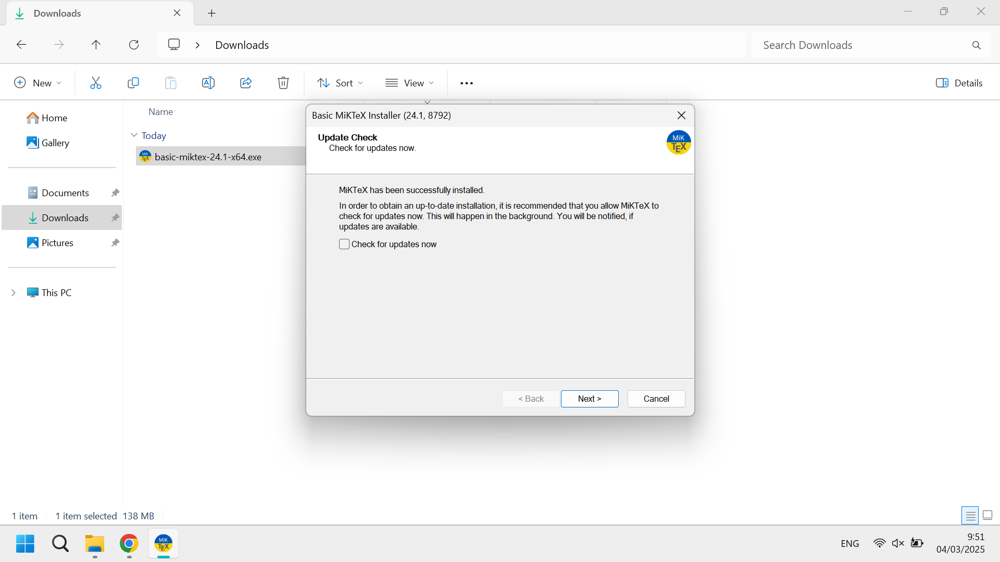 Downloads
Downloads
Search Downloads
New
Sort
View
Details
Home
Gallery
Documents
Downloads
Pictures
This PC
Name
Today
basic-miktex-24.1-x64.exe
Basic MiKTeX Installer (24.1, 8792)
Update Check
Check for updates now.
MiK
TEX
MiKTeX has been successfully installed.
In order to obtain an up-to-date installation, it is recommended that you allow MiKTeX to
check for updates now. This will happen in the background. You will be notified, if
updates are available.
Check for updates now
< Back
Next >
Cancel
1 item
1 item selected 138 MB
MiK
TEX
ENG
9:51
04/03/2025